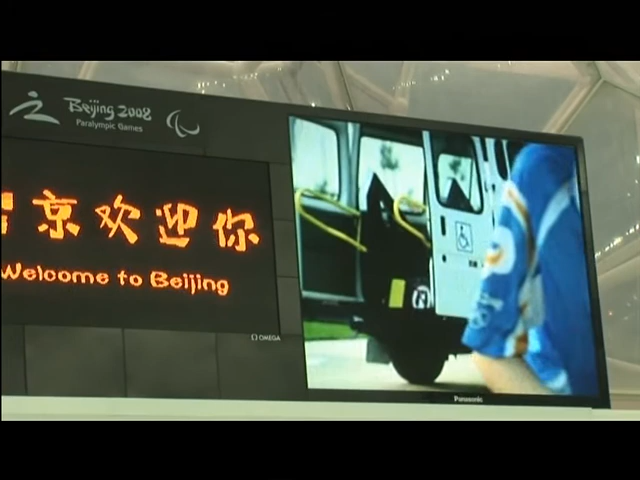 Beijing 2008
Paralympic Games
京欢迎你
Welcome to Beijing
Ω OMEGA
Panasonic